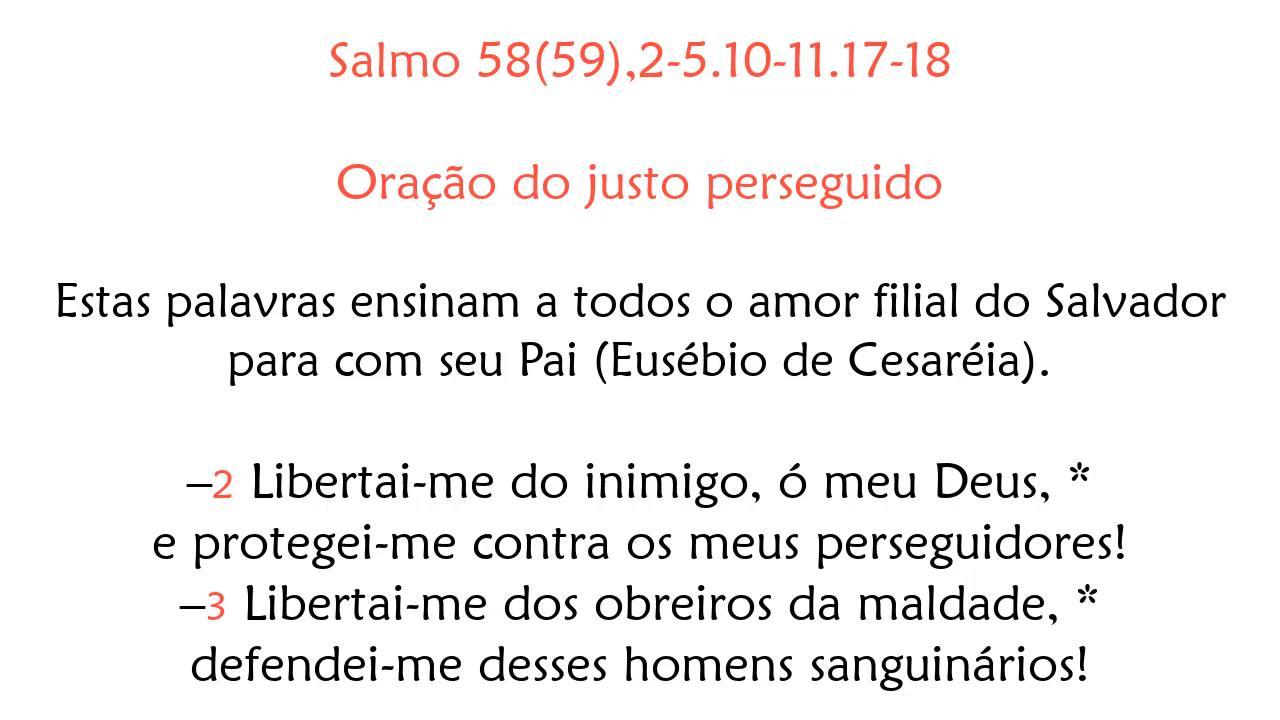 Salmo 58(59),2-5.10-11.17-18
Oração do justo perseguido
Estas palavras ensinam a todos o amor filial do Salvador
para com seu Pai (Eusébio de Cesaréia).
–2 Libertai-me do inimigo, ó meu Deus, *
e protegei-me contra os meus perseguidores!
–3 Libertai-me dos obreiros da maldade, *
defendei-me desses homens sanguinários!